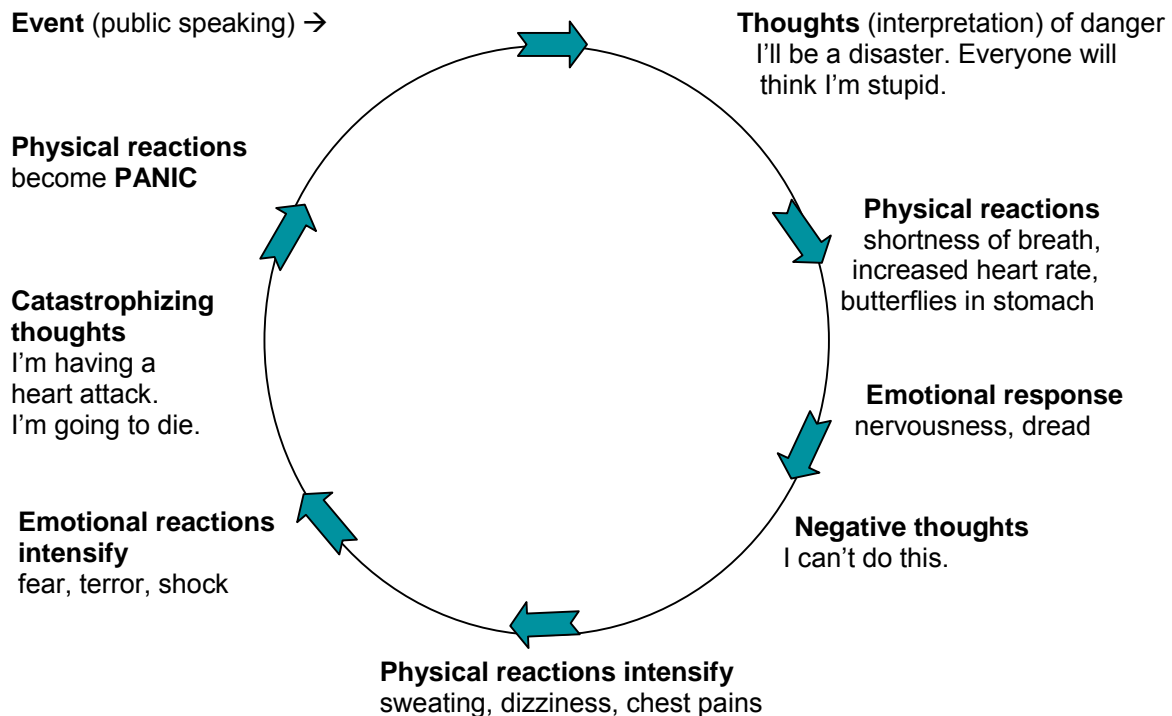 Event (public speaking) →
Thoughts (interpretation) of danger
I'll be a disaster. Everyone will
think I'm stupid.
Physical reactions
shortness of breath,
increased heart rate,
butterflies in stomach
Emotional response
nervousness, dread
Negative thoughts
I can't do this.
Physical reactions intensify
sweating, dizziness, chest pains
Emotional reactions
intensify
fear, terror, shock
Catastrophizing
thoughts
I'm having a
heart attack.
I'm going to die.
Physical reactions
become PANIC